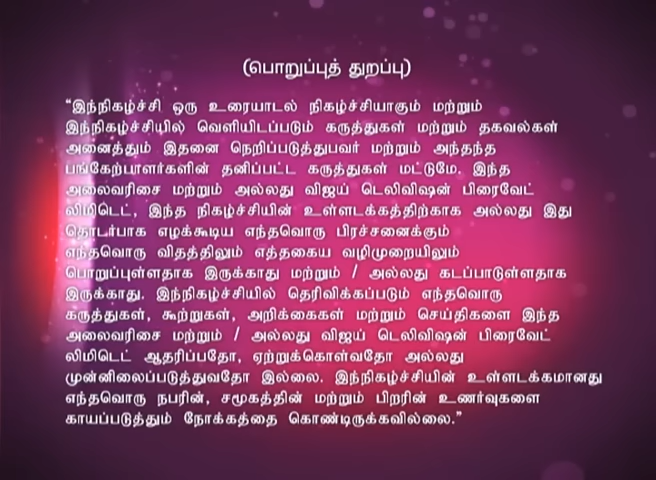 (பொறுப்புத் துறப்பு)
“இந்நிகழ்ச்சி ஒரு உரையாடல் நிகழ்ச்சியாகும் மற்றும்
இந்நிகழ்ச்சியில் வெளியிடப்படும் கருத்துகள் மற்றும் தகவல்கள்
அனைத்தும் இதனை நெறிப்படுத்துபவர் மற்றும் அந்தந்த
பங்கேற்பாளர்களின் தனிப்பட்ட கருத்துகள் மட்டுமே. இந்த
அலைவரிசை மற்றும் அல்லது விஜய் டெலிவிஷன் பிரைவேட்
லிமிடெட், இந்த நிகழ்ச்சியின் உள்ளடக்கத்திற்காக அல்லது இது
தொடர்பாக எழக்கூடிய எந்தவொரு பிரச்சனைக்கும்
எந்தவொரு விதத்திலும் எத்தகைய வழிமுறையிலும்
பொறுப்புள்ளதாக இருக்காது மற்றும் / அல்லது கடப்பாடுள்ளதாக
இருக்காது. இந்நிகழ்ச்சியில் தெரிவிக்கப்படும் எந்தவொரு
கருத்துகள், கூற்றுகள், அறிக்கைகள் மற்றும் செய்திகளை இந்த
அலைவரிசை மற்றும் / அல்லது விஜய் டெலிவிஷன் பிரைவேட்
லிமிடெட் ஆதரிப்பதோ, ஏற்றுக்கொள்வதோ அல்லது
முன்னிலைப்படுத்துவதோ இல்லை. இந்நிகழ்ச்சியின் உள்ளடக்கமானது
எந்தவொரு நபரின், சமூகத்தின் மற்றும் பிறரின் உணர்வுகளை
காயப்படுத்தும் நோக்கத்தை கொண்டிருக்கவில்லை.”